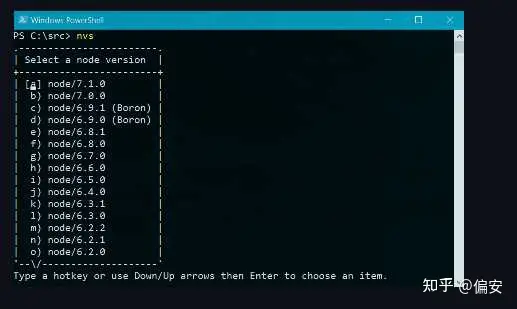 Windows PowerShell
PS C:\src> nvs
.-------------------------.
| Select a node version |
+-------------------------+
| [a] node/7.1.0 |
| b) node/7.0.0 |
| c) node/6.9.1 (Boron) |
| d) node/6.9.0 (Boron) |
| e) node/6.8.1 |
| f) node/6.8.0 |
| g) node/6.7.0 |
| h) node/6.6.0 |
| i) node/6.5.0 |
| j) node/6.4.0 |
| k) node/6.3.1 |
| l) node/6.3.0 |
| m) node/6.2.2 |
| n) node/6.2.1 |
| o) node/6.2.0 |
'--\/---------------------'
Type a hotkey or use Down/Up arrows then Enter to choose an item.
知乎 @偏安